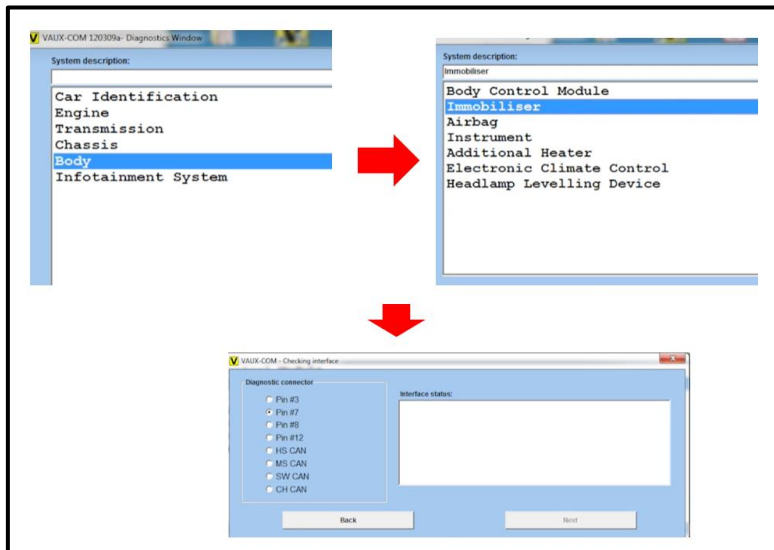 VAUX-COM 120309a- Diagnostics Window
System description:
Car Identification
Engine
Transmission
Chassis
Body
Infotainment System
System description:
Immobiliser
Body Control Module
Immobiliser
Airbag
Instrument
Additional Heater
Electronic Climate Control
Headlamp Levelling Device
VAUX-COM - Checking interface
Diagnostic connector
Interface status:
Pin #3
Pin #7
Pin #8
Pin #12
HS CAN
MS CAN
SW CAN
CH CAN
Back
Next